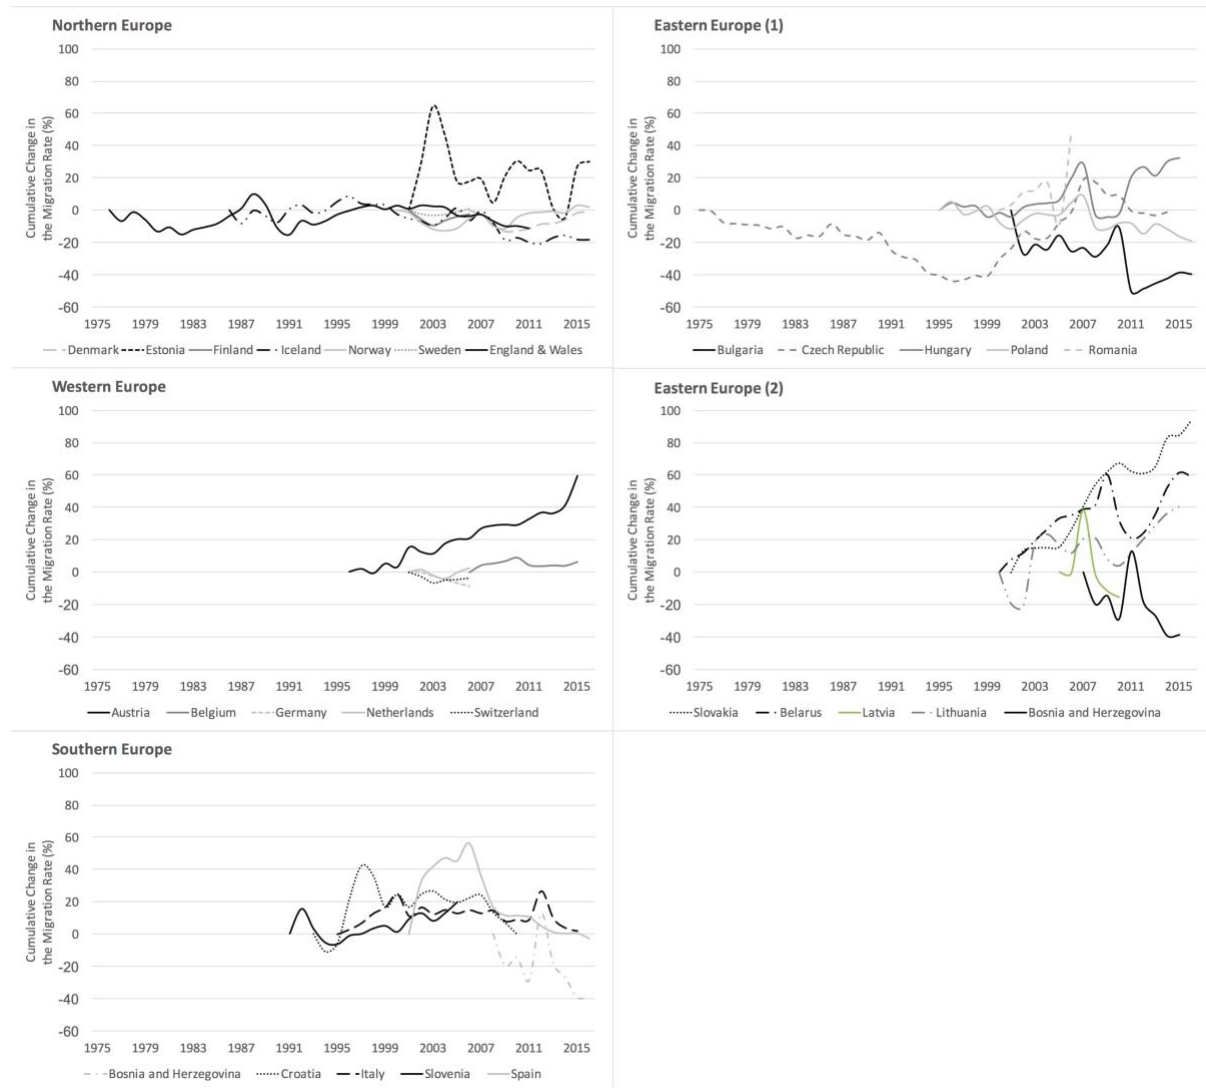 Northern Europe
Cumulative Change in
the Migration Rate (%)
100
80
60
40
20
0
-20
-40
-60
1975 1979 1983 1987 1991 1995 1999 2003 2007 2011 2015
Denmark Estonia Finland Iceland Norway Sweden England & Wales
Eastern Europe (1)
Cumulative Change in
the Migration Rate (%)
100
80
60
40
20
0
-20
-40
-60
1975 1979 1983 1987 1991 1995 1999 2003 2007 2011 2015
Bulgaria Czech Republic Hungary Poland Romania
Western Europe
Cumulative Change in
the Migration Rate (%)
100
80
60
40
20
0
-20
-40
-60
1975 1979 1983 1987 1991 1995 1999 2003 2007 2011 2015
Austria Belgium Germany Netherlands Switzerland
Eastern Europe (2)
Cumulative Change in
the Migration Rate (%)
100
80
60
40
20
0
-20
-40
-60
1975 1979 1983 1987 1991 1995 1999 2003 2007 2011 2015
Slovakia Belarus Latvia Lithuania Bosnia and Herzegovina
Southern Europe
Cumulative Change in
the Migration Rate (%)
100
80
60
40
20
0
-20
-40
-60
1975 1979 1983 1987 1991 1995 1999 2003 2007 2011 2015
Bosnia and Herzegovina Croatia Italy Slovenia Spain